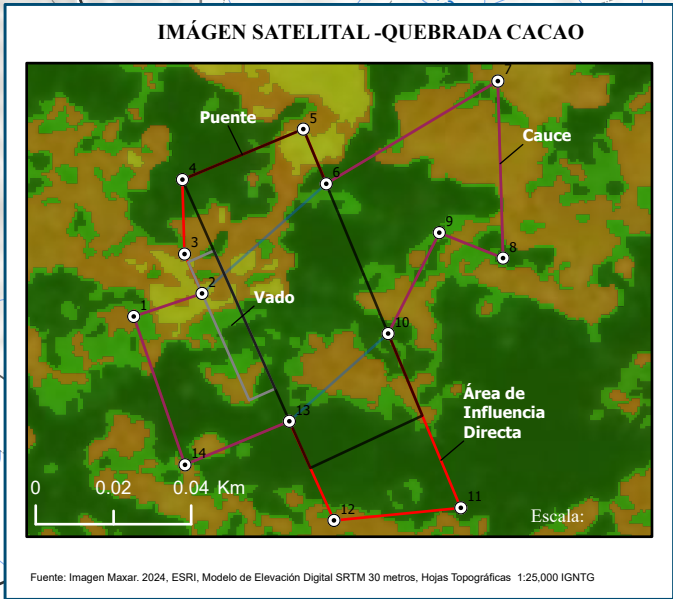 IMÁGEN SATELITAL -QUEBRADA CACAO
7
5
Puente
Cauce
4
6
9
3
8
2
Vado
1
10
Área de
Influencia
Directa
13
14
0 0.02 0.04 Km
11
12
Escala:
Fuente: Imagen Maxar. 2024, ESRI, Modelo de Elevación Digital SRTM 30 metros, Hojas Topográficas 1:25,000 IGNTG